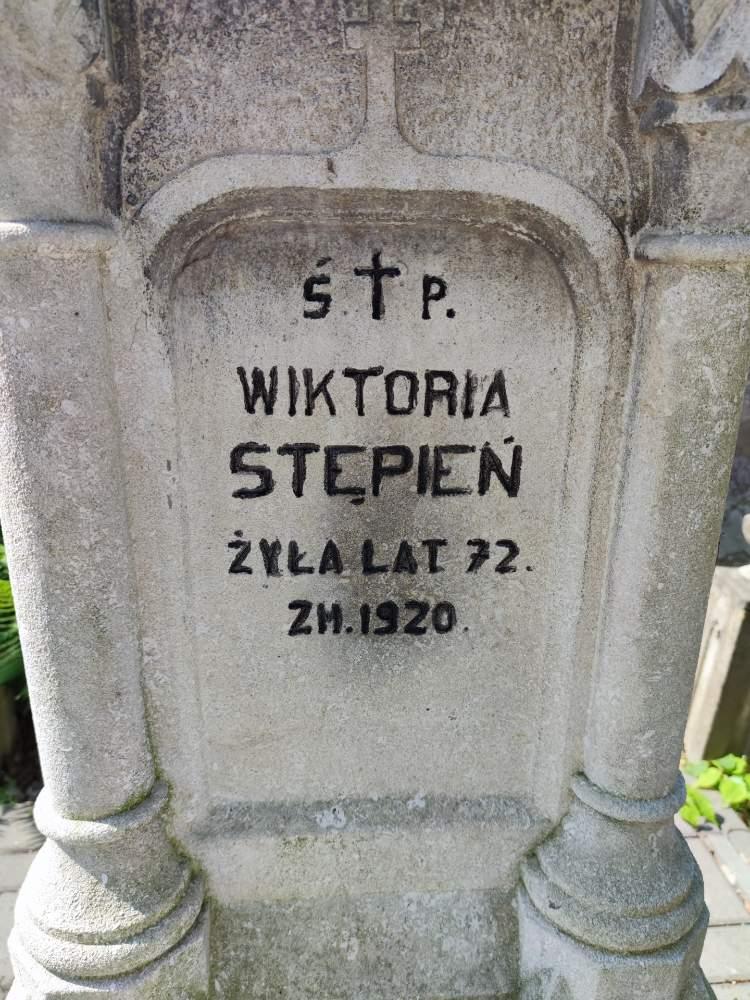 Ś † P.
WIKTORIA
STĘPIEŃ
ŻYŁA LAT 72.
ZM. 1920.